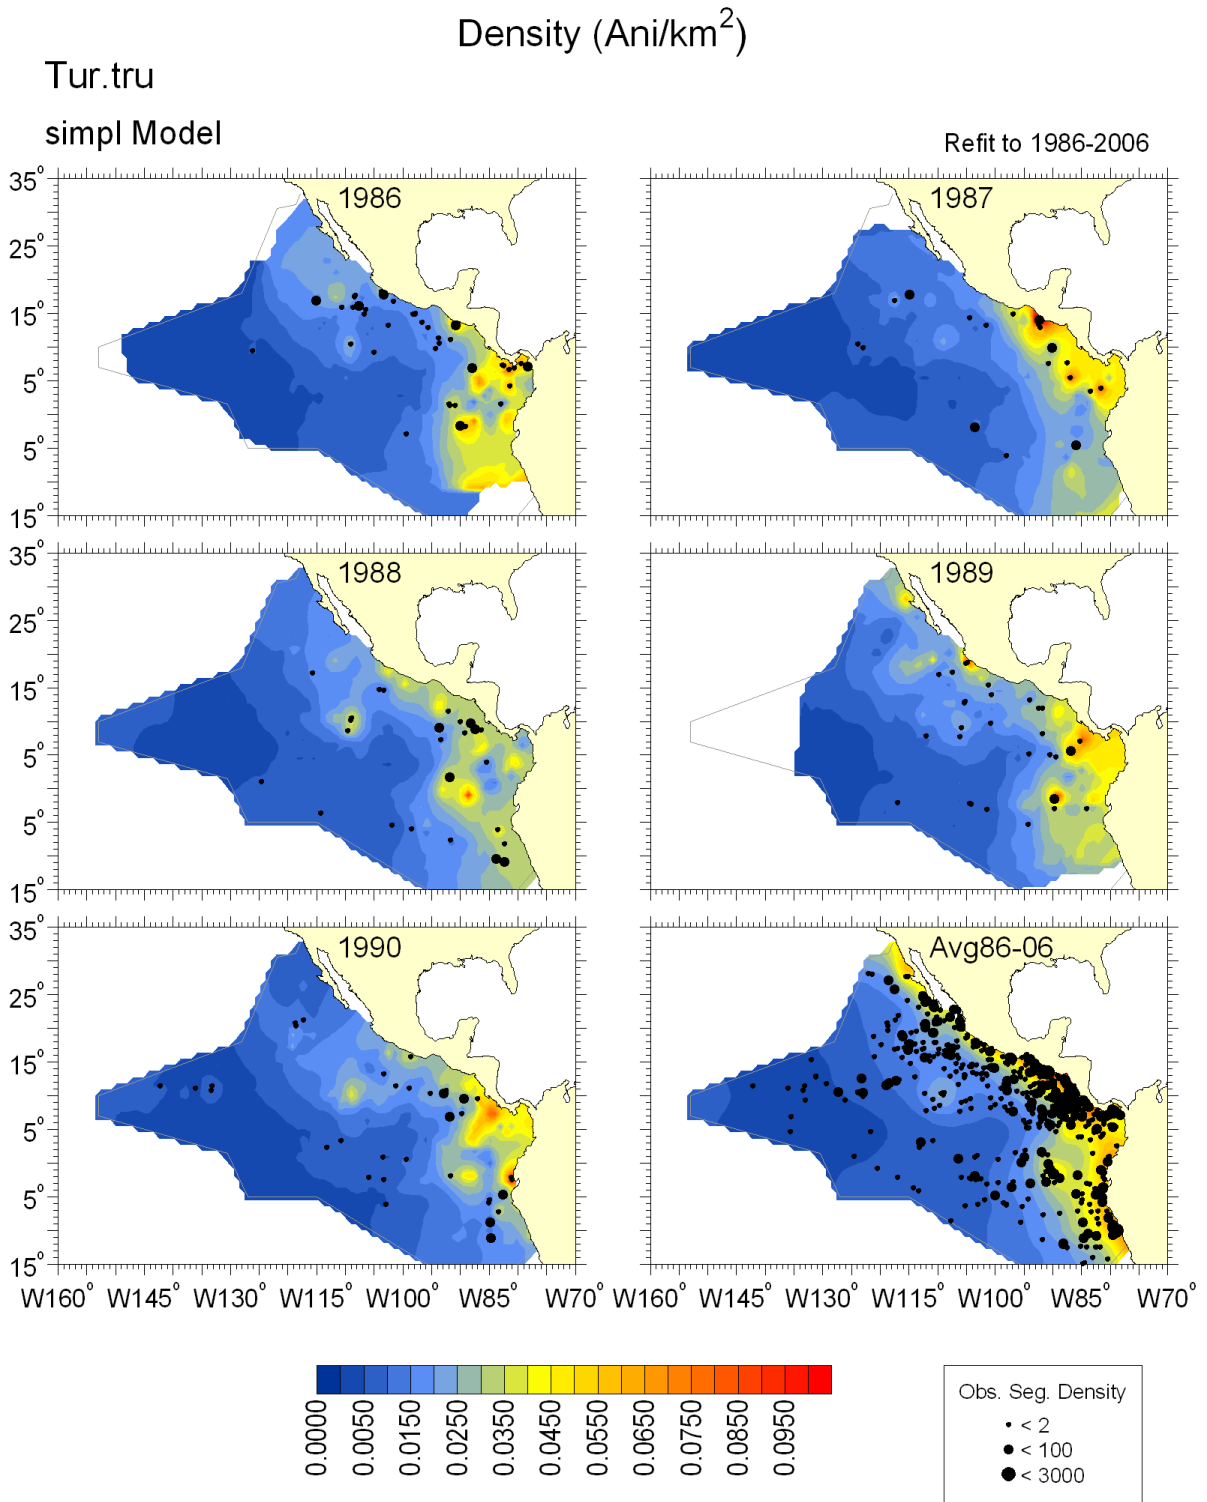 Density (Ani/km²)
Tur.tru
simpl Model
Refit to 1986-2006
35°
25°
15°
5°
5°
15°
1986
1987
35°
25°
15°
5°
5°
15°
1988
1989
35°
25°
15°
5°
5°
15°
1990
Avg86-06
W160° W145° W130° W115° W100° W85° W70°
W160° W145° W130° W115° W100° W85° W70°
0.0000 0.0050 0.0150 0.0250 0.0350 0.0450 0.0550 0.0650 0.0750 0.0850 0.0950
Obs. Seg. Density
< 2
< 100
< 3000